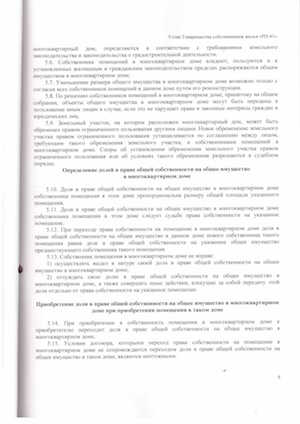 Устав Товарищества собственников жилья
многоквартирный дом, определяются в соответствии с требованиями земельного
законодательства и законодательства о градостроительной деятельности.
5.6. Собственники помещений в многоквартирном доме владеют, пользуются и в
установленных жилищным и гражданским законодательством пределах распоряжаются общим
имуществом в многоквартирном доме.
5.7. Уменьшение размера общего имущества в многоквартирном доме возможно только с
согласия всех собственников помещений в данном доме путем его реконструкции.
5.8. По решению собственников помещений в многоквартирном доме, принятому на общем
собрании, объекты общего имущества в многоквартирном доме могут быть переданы в
пользование иным лицам в случае, если это не нарушает права и законные интересы граждан и
юридических лиц.
5.9. Земельный участок, на котором расположен многоквартирный дом, может быть
обременен правом ограниченного пользования другими лицами. Новое обременение земельного
участка правом ограниченного пользования устанавливается по соглашению между лицом,
требующим такого обременения земельного участка, и собственниками помещений в
многоквартирном доме. Споры об установлении обременения земельного участка правом
ограниченного пользования или об условиях такого обременения разрешаются в судебном
порядке.
Определение долей в праве общей собственности на общее имущество
в многоквартирном доме
5.10. Доля в праве общей собственности на общее имущество в многоквартирном доме
собственника помещения в этом доме пропорциональна размеру общей площади указанного
помещения.
5.11. Доля в праве общей собственности на общее имущество в многоквартирном доме
собственника помещения в этом доме следует судьбе права собственности на указанное
помещение.
5.12. При переходе права собственности на помещение в многоквартирном доме доля в
праве общей собственности на общее имущество в данном доме нового собственника такого
помещения равна доле в праве общей собственности на указанное общее имущество
предшествующего собственника такого помещения.
5.13. Собственник помещения в многоквартирном доме не вправе:
1) осуществлять выдел в натуре своей доли в праве общей собственности на общее
имущество в многоквартирном доме;
2) отчуждать свою долю в праве общей собственности на общее имущество в
многоквартирном доме, а также совершать иные действия, влекущие за собой передачу этой
доли отдельно от права собственности на указанное помещение.
Приобретение доли в праве общей собственности на общее имущество в многоквартирном
доме при приобретении помещения в таком доме
5.14. При приобретении в собственность помещения в многоквартирном доме к
приобретателю переходит доля в праве общей собственности на общее имущество в
многоквартирном доме.
5.15. Условия договора, которыми переход права собственности на помещение в
многоквартирном доме не сопровождается переходом доли в праве общей собственности на
общее имущество в таком доме, являются ничтожными.